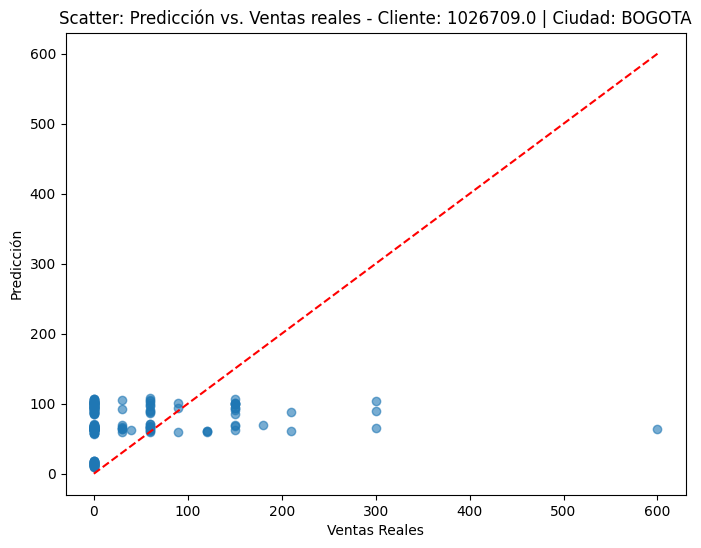 Scatter: Predicción vs. Ventas reales - Cliente: 1026709.0 | Ciudad: BOGOTA
600
500
400
300
200
100
0
Predicción
0 100 200 300 400 500 600
Ventas Reales